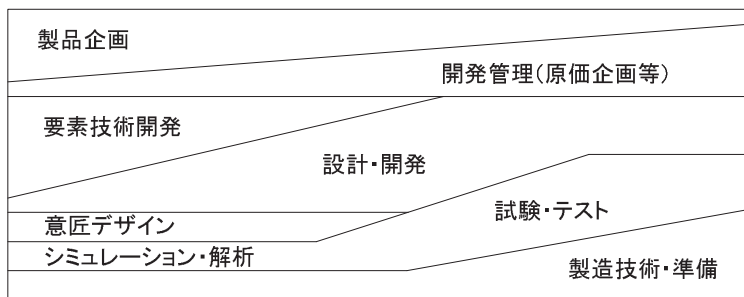 製品企画
開発管理(原価企画等)
要素技術開発
設計・開発
試験・テスト
意匠デザイン
シミュレーション・解析
製造技術・準備